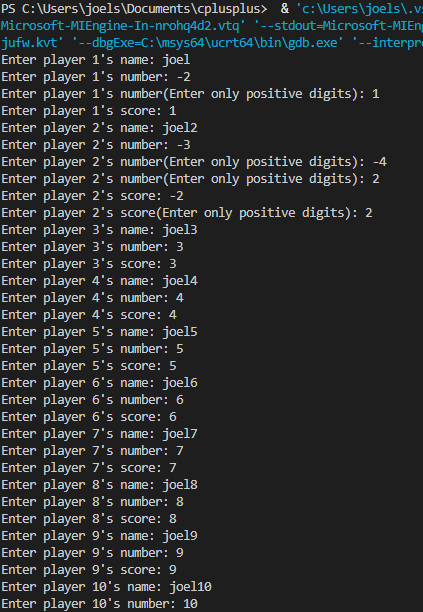 PS C:\Users\joels\Documents\cplusplus>  & 'c:\Users\joels\.vs
Microsoft-MIEngine-In-nrohq4d2.vtq' '--stdout=Microsoft-MIEng
jufw.kvt' '--dbgExe=C:\msys64\ucrt64\bin\gdb.exe' '--interpre
Enter player 1's name: joel
Enter player 1's number: -2
Enter player 1's number(Enter only positive digits): 1
Enter player 1's score: 1
Enter player 2's name: joel2
Enter player 2's number: -3
Enter player 2's number(Enter only positive digits): -4
Enter player 2's number(Enter only positive digits): 2
Enter player 2's score: -2
Enter player 2's score(Enter only positive digits): 2
Enter player 3's name: joel3
Enter player 3's number: 3
Enter player 3's score: 3
Enter player 4's name: joel4
Enter player 4's number: 4
Enter player 4's score: 4
Enter player 5's name: joel5
Enter player 5's number: 5
Enter player 5's score: 5
Enter player 6's name: joel6
Enter player 6's number: 6
Enter player 6's score: 6
Enter player 7's name: joel7
Enter player 7's number: 7
Enter player 7's score: 7
Enter player 8's name: joel8
Enter player 8's number: 8
Enter player 8's score: 8
Enter player 9's name: joel9
Enter player 9's number: 9
Enter player 9's score: 9
Enter player 10's name: joel10
Enter player 10's number: 10